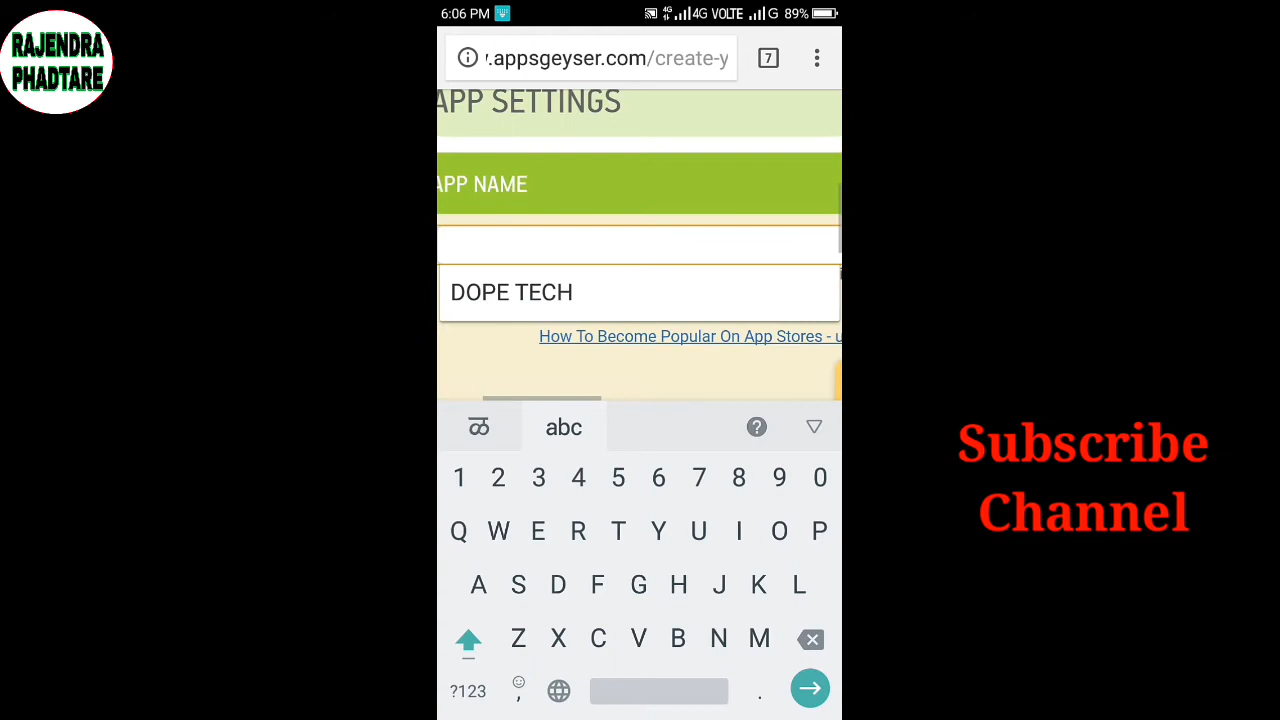 RAJENDRA
PHADTARE
6:06 PM 4G 4G VOLTE G 89%
.appsgeyser.com/create-y 7
APP SETTINGS
APP NAME
DOPE TECH
How To Become Popular On App Stores - u
ळ abc ?
1 2 3 4 5 6 7 8 9 0
Q W E R T Y U I O P
A S D F G H J K L
Z X C V B N M
?123 , .
Subscribe
Channel